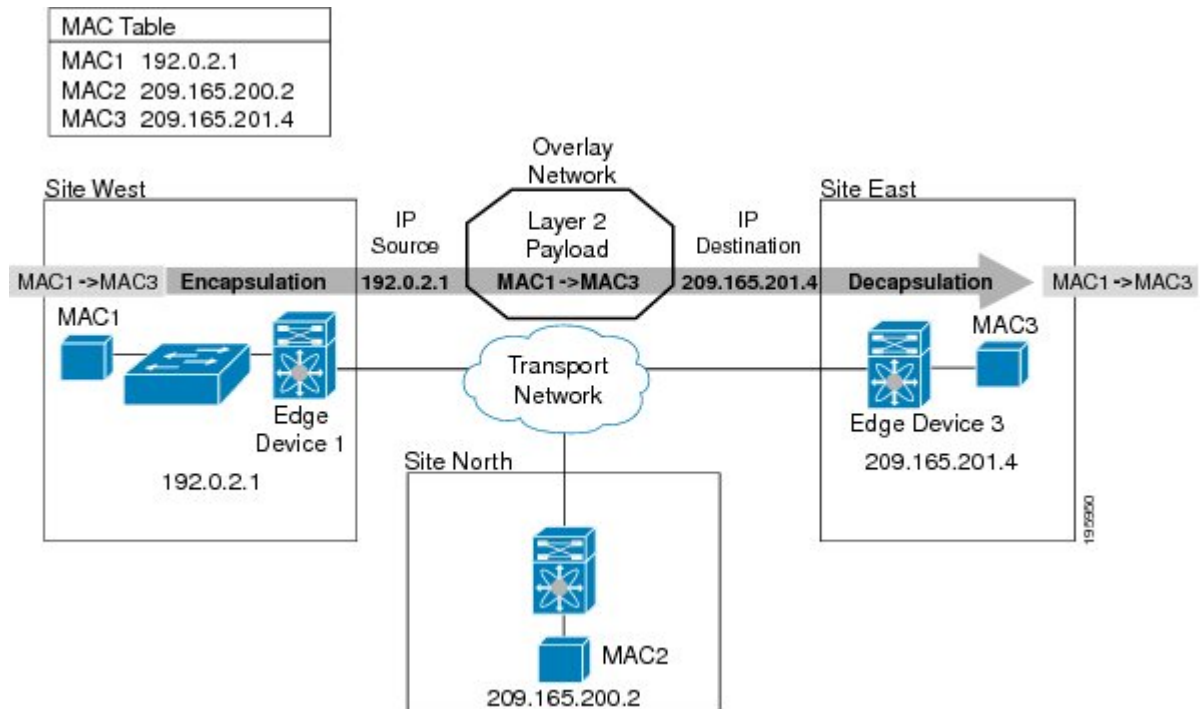 MAC Table
MAC1 192.0.2.1
MAC2 209.165.200.2
MAC3 209.165.201.4
Overlay
Network
Site West
Site East
IP
Source
Layer 2
Payload
IP
Destination
MAC1->MAC3
Encapsulation
192.0.2.1
MAC1->MAC3
209.165.201.4
Decapsulation
MAC1->MAC3
MAC1
MAC3
Transport
Network
Edge
Device 1
Edge Device 3
192.0.2.1
209.165.201.4
Site North
195950
MAC2
209.165.200.2